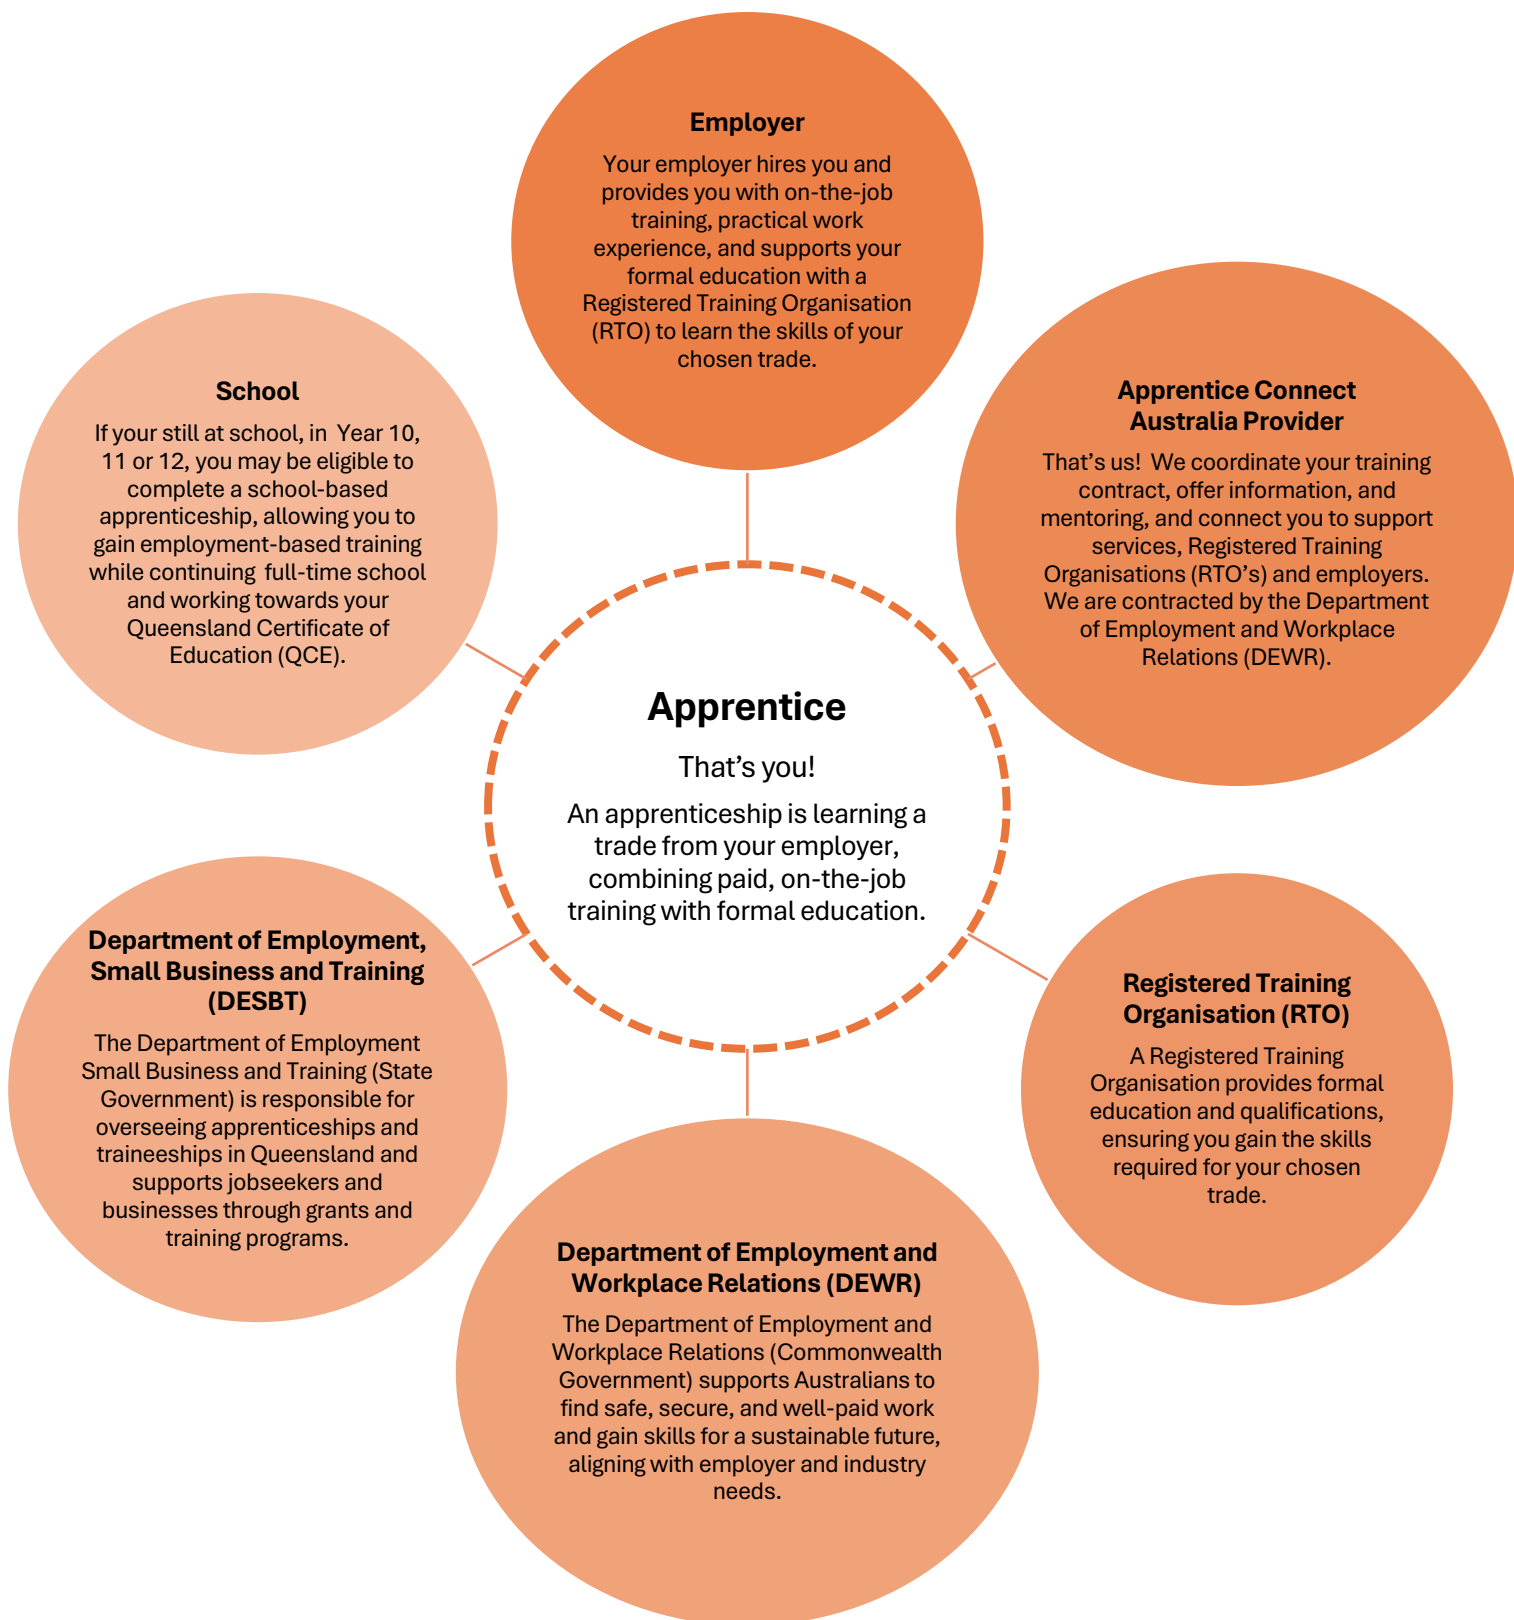 Employer
Your employer hires you and
provides you with on-the-job
training, practical work
experience, and supports your
formal education with a
Registered Training Organisation
(RTO) to learn the skills of your
chosen trade.
Apprentice Connect
Australia Provider
That's us!  We coordinate your training
contract, offer information, and
mentoring, and connect you to support
services, Registered Training
Organisations (RTO's) and employers.
We are contracted by the Department
of Employment and Workplace
Relations (DEWR).
Registered Training
Organisation (RTO)
A Registered Training
Organisation provides formal
education and qualifications,
ensuring you gain the skills
required for your chosen
trade.
Department of Employment and
Workplace Relations (DEWR)
The Department of Employment and
Workplace Relations (Commonwealth
Government) supports Australians to
find safe, secure, and well-paid work
and gain skills for a sustainable future,
aligning with employer and industry
needs.
Department of Employment,
Small Business and Training
(DESBT)
The Department of Employment
Small Business and Training (State
Government) is responsible for
overseeing apprenticeships and
traineeships in Queensland and
supports jobseekers and
businesses through grants and
training programs.
School
If your still at school, in  Year 10,
11 or 12, you may be eligible to
complete a school-based
apprenticeship, allowing you to
gain employment-based training
while continuing  full-time school
and working towards your
Queensland Certificate of
Education (QCE).
Apprentice
That's you!
An apprenticeship is learning a
trade from your employer,
combining paid, on-the-job
training with formal education.